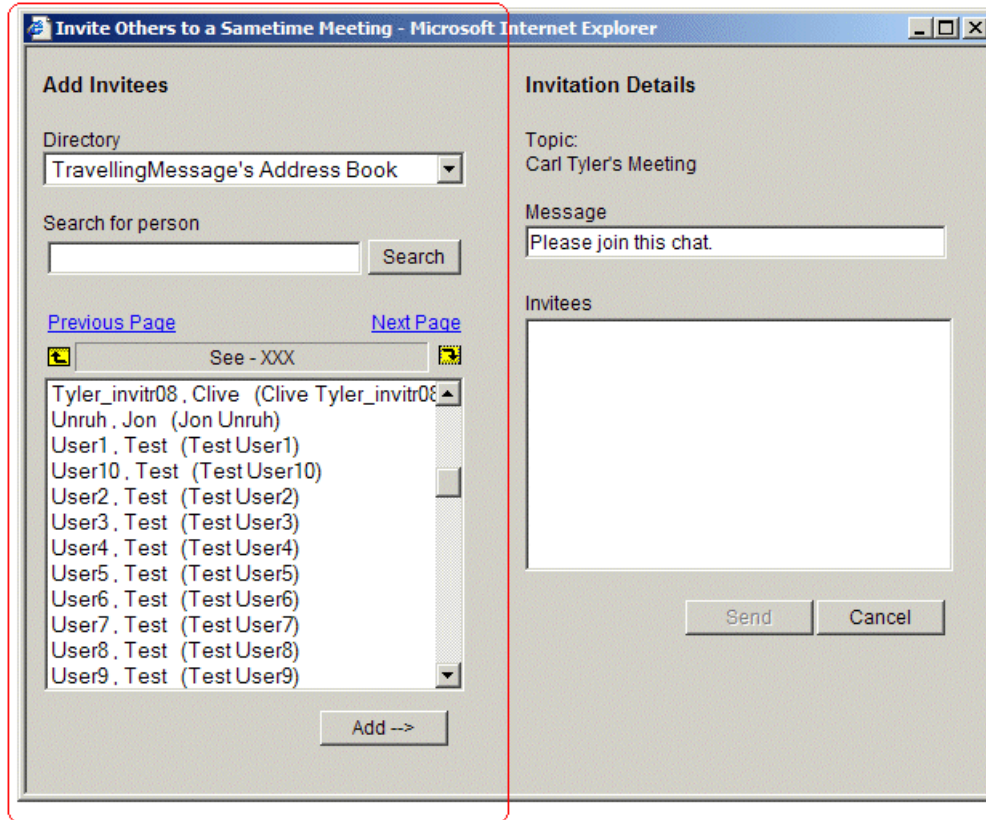 Invite Others to a Sametime Meeting - Microsoft Internet Explorer
Add Invitees
Directory
TravellingMessage's Address Book
Search for person
Search
Previous Page Next Page
See - XXX
Tyler_invitr08 , Clive (Clive Tyler_invitr08
Unruh , Jon (Jon Unruh)
User1 , Test (Test User1)
User10 , Test (Test User10)
User2 , Test (Test User2)
User3 , Test (Test User3)
User4 , Test (Test User4)
User5 , Test (Test User5)
User6 , Test (Test User6)
User7 , Test (Test User7)
User8 , Test (Test User8)
User9 , Test (Test User9)
Add -->
Invitation Details
Topic:
Carl Tyler's Meeting
Message
Please join this chat.
Invitees
Send Cancel